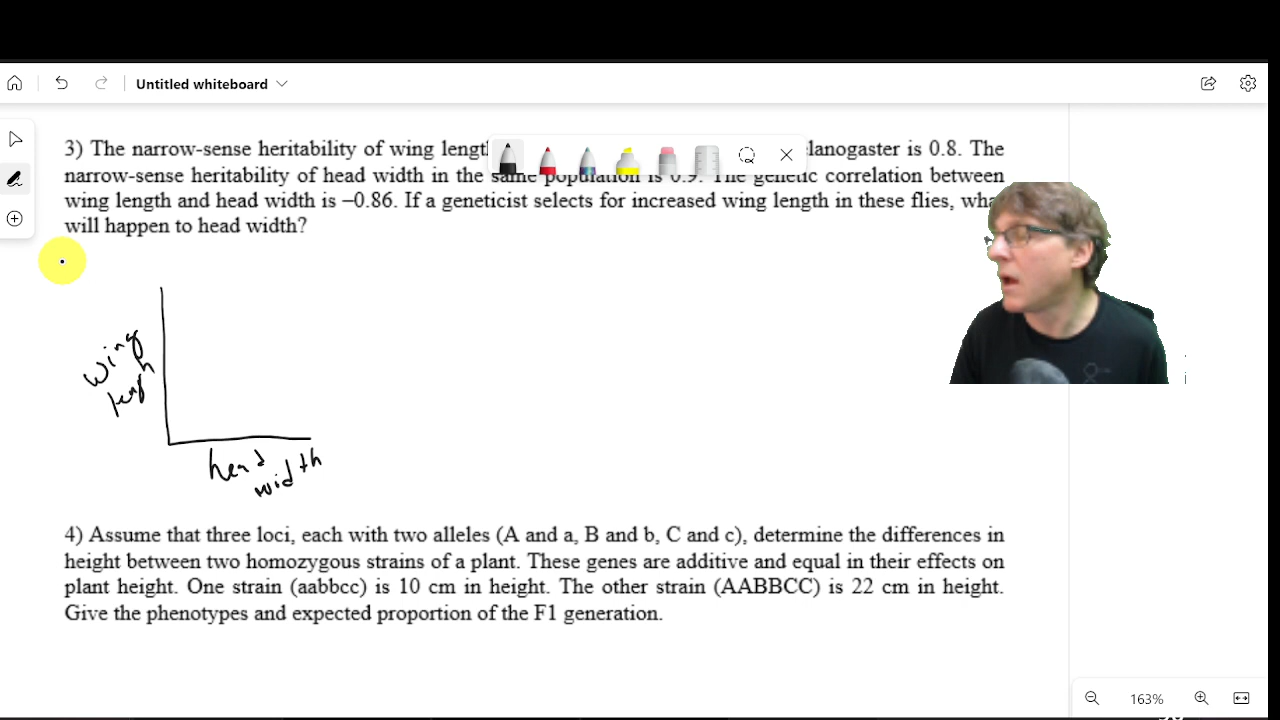 Untitled whiteboard
3) The narrow-sense heritability of wing lengt lanogaster is 0.8. The
narrow-sense heritability of head width in the same population is 0.9. The genetic correlation between
wing length and head width is –0.86. If a geneticist selects for increased wing length in these flies, wha
will happen to head width?
wing
length
head
width
4) Assume that three loci, each with two alleles (A and a, B and b, C and c), determine the differences in
height between two homozygous strains of a plant. These genes are additive and equal in their effects on
plant height. One strain (aabbcc) is 10 cm in height. The other strain (AABBCC) is 22 cm in height.
Give the phenotypes and expected proportion of the F1 generation.
163%